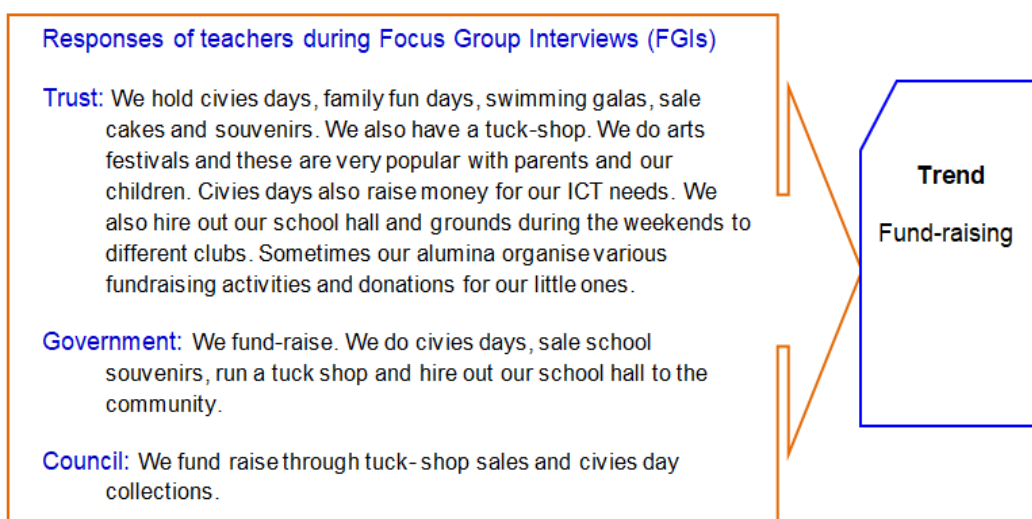 Responses of teachers during Focus Group Interviews (FGIs)
Trust: We hold civies days, family fun days, swimming galas, sale
cakes and souvenirs. We also have a tuck-shop. We do arts
festivals and these are very popular with parents and our
children. Civies days also raise money for our ICT needs. We
also hire out our school hall and grounds during the weekends to
different clubs. Sometimes our alumina organise various
fundraising activities and donations for our little ones.
Government: We fund-raise. We do civies days, sale school
souvenirs, run a tuck shop and hire out our school hall to the
community.
Council: We fund raise through tuck- shop sales and civies day
collections.
Trend
Fund-raising